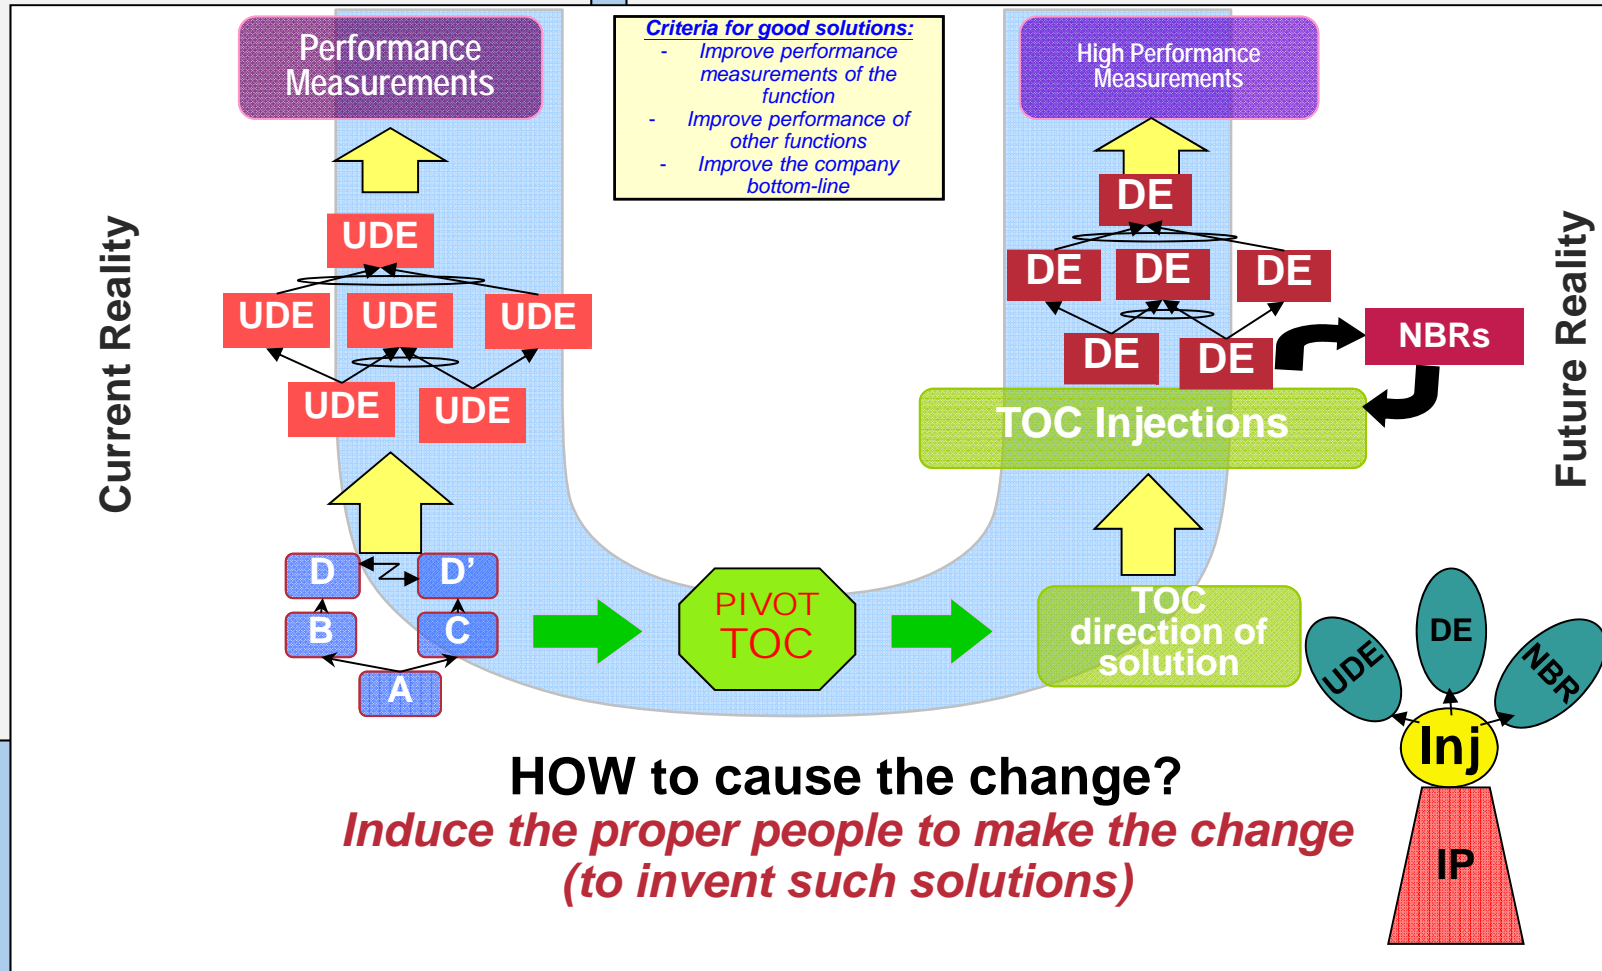 Performance
Measurements
Criteria for good solutions:
- Improve performance
measurements of the
function
- Improve performance of
other functions
- Improve the company
bottom-line
High Performance
Measurements
Current Reality
UDE
UDE UDE UDE
UDE UDE
DE
DE DE DE
DE DE
NBRs
TOC Injections
Future Reality
D D’
B C
A
PIVOT
TOC
TOC
direction of
solution
UDE
DE
NBR
Inj
IP
HOW to cause the change?
Induce the proper people to make the change
(to invent such solutions)